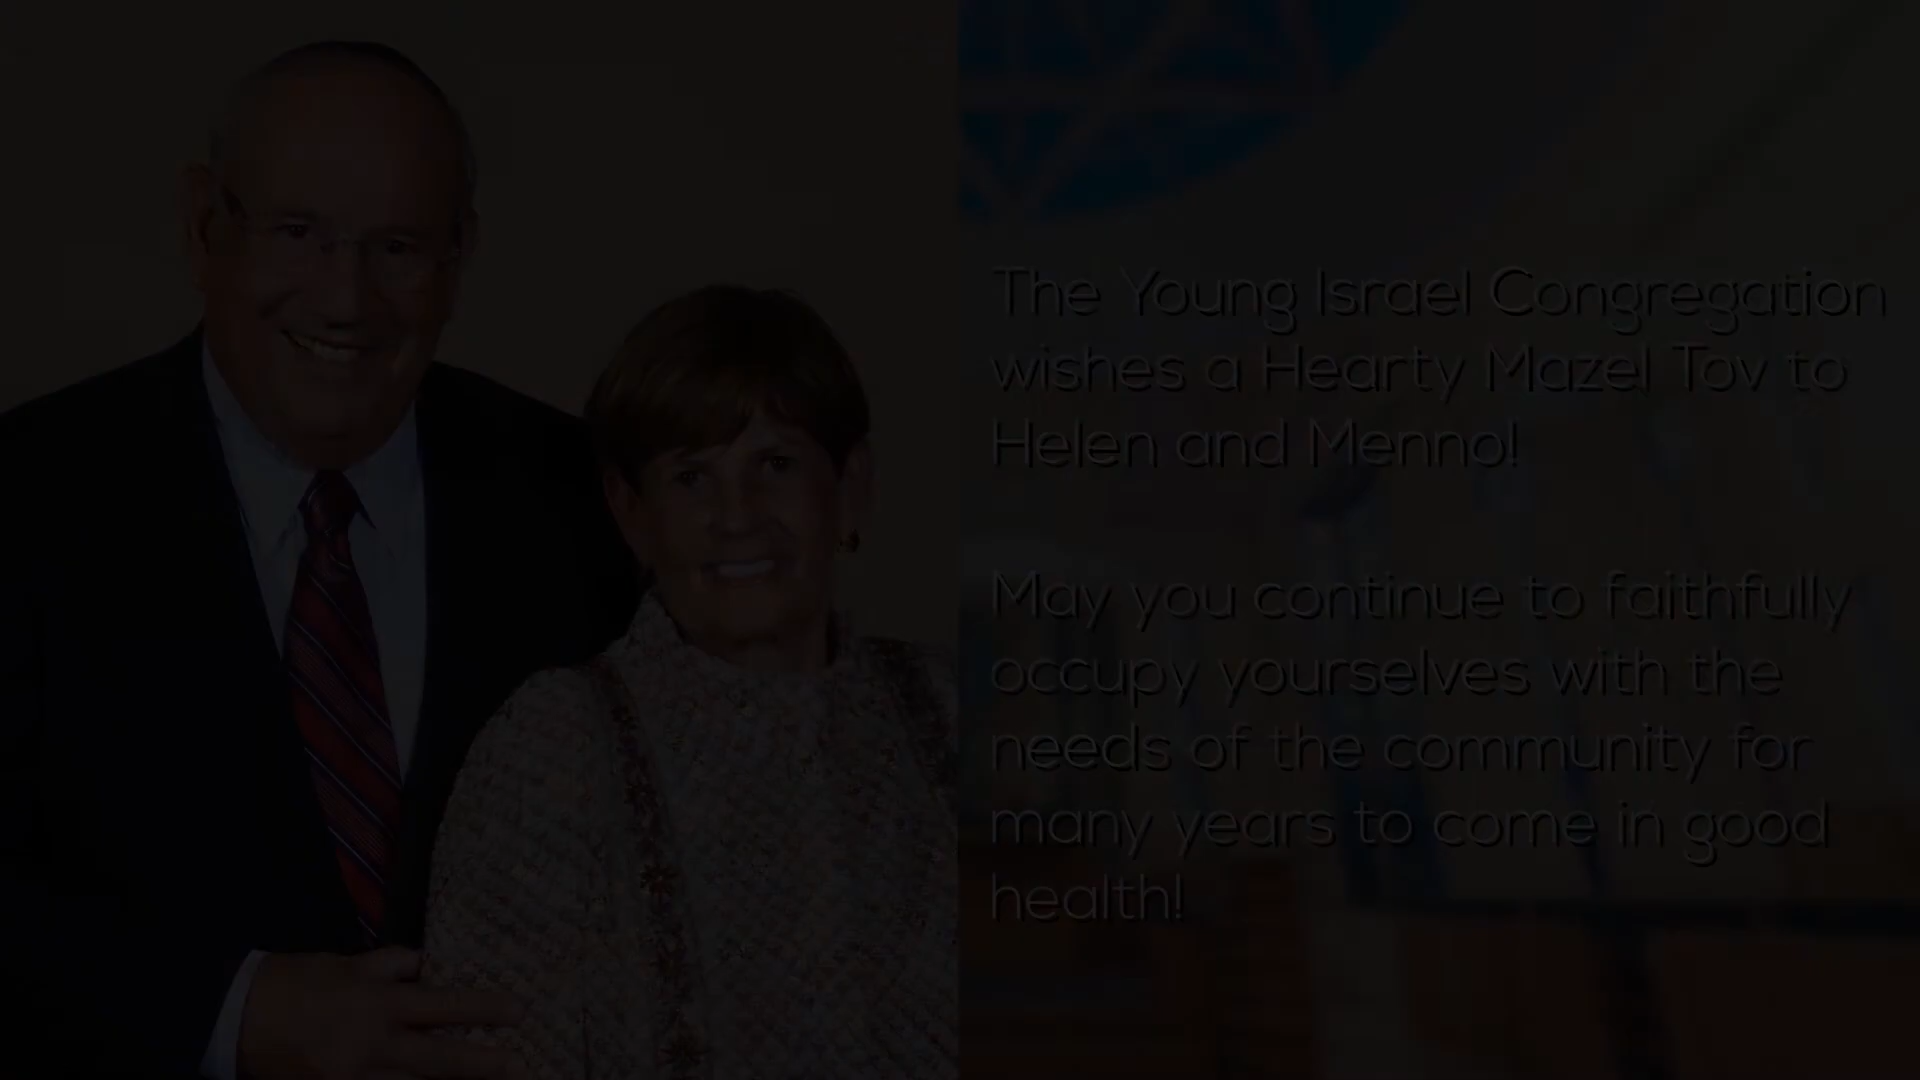 The Young Israel Congregation
wishes a Hearty Mazel Tov to
Helen and Menno!
May you continue to faithfully
occupy yourselves with the
needs of the community for
many years to come in good
health!